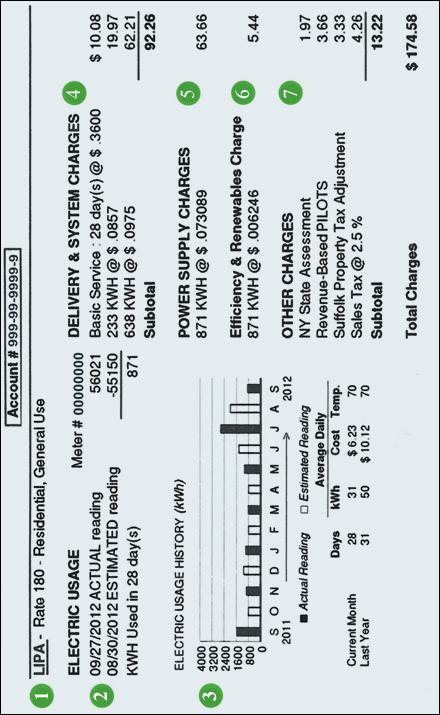 Account # 999-99-9999-9
1 LIPA - Rate 180 - Residential, General Use
ELECTRIC USAGE Meter # 00000000
2 09/27/2012 ACTUAL reading 56021
08/30/2012 ESTIMATED reading -55150
KWH Used in 28 day(s) 871
3 ELECTRIC USAGE HISTORY (kWh)
4000
3200
2400
1600
800
0
S O N D J F M A M J J A S
2011 2012
■ Actual Reading □ Estimated Reading
Average Daily
Days kWh Cost Temp.
Current Month 28 31 $ 6.23 70
Last Year 31 50 $ 10.12 70
DELIVERY & SYSTEM CHARGES 4
Basic Service : 28 day(s) @ $ .3600 $ 10.08
233 KWH @ $ .0857 19.97
638 KWH @ $ .0975 62.21
Subtotal 92.26
POWER SUPPLY CHARGES 5
871 KWH @ $ .073089 63.66
Efficiency & Renewables Charge 6
871 KWH @ $ .006246 5.44
OTHER CHARGES 7
NY State Assessment 1.97
Revenue-Based PILOTS 3.66
Suffolk Property Tax Adjustment 3.33
Sales Tax @ 2.5 % 4.26
Subtotal 13.22
Total Charges $ 174.58